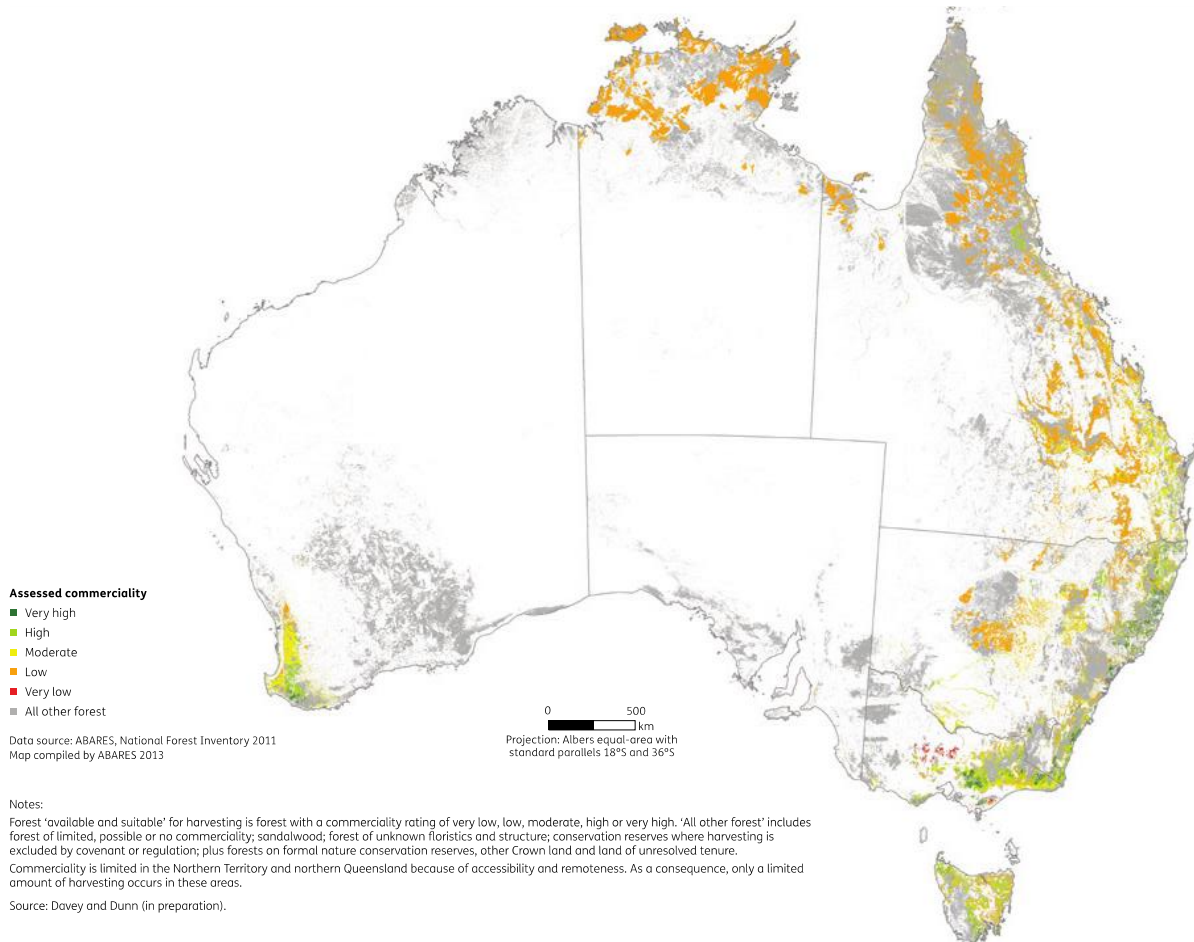 Assessed commerciality
Very high
High
Moderate
Low
Very low
All other forest
Data source: ABARES, National Forest Inventory 2011
Map compiled by ABARES 2013
0 500
km
Projection: Albers equal-area with
standard parallels 18°S and 36°S
Notes:
Forest ‘available and suitable’ for harvesting is forest with a commerciality rating of very low, low, moderate, high or very high. ‘All other forest’ includes
forest of limited, possible or no commerciality; sandalwood; forest of unknown floristics and structure; conservation reserves where harvesting is
excluded by covenant or regulation; plus forests on formal nature conservation reserves, other Crown land and land of unresolved tenure.
Commerciality is limited in the Northern Territory and northern Queensland because of accessibility and remoteness. As a consequence, only a limited
amount of harvesting occurs in these areas.
Source: Davey and Dunn (in preparation).